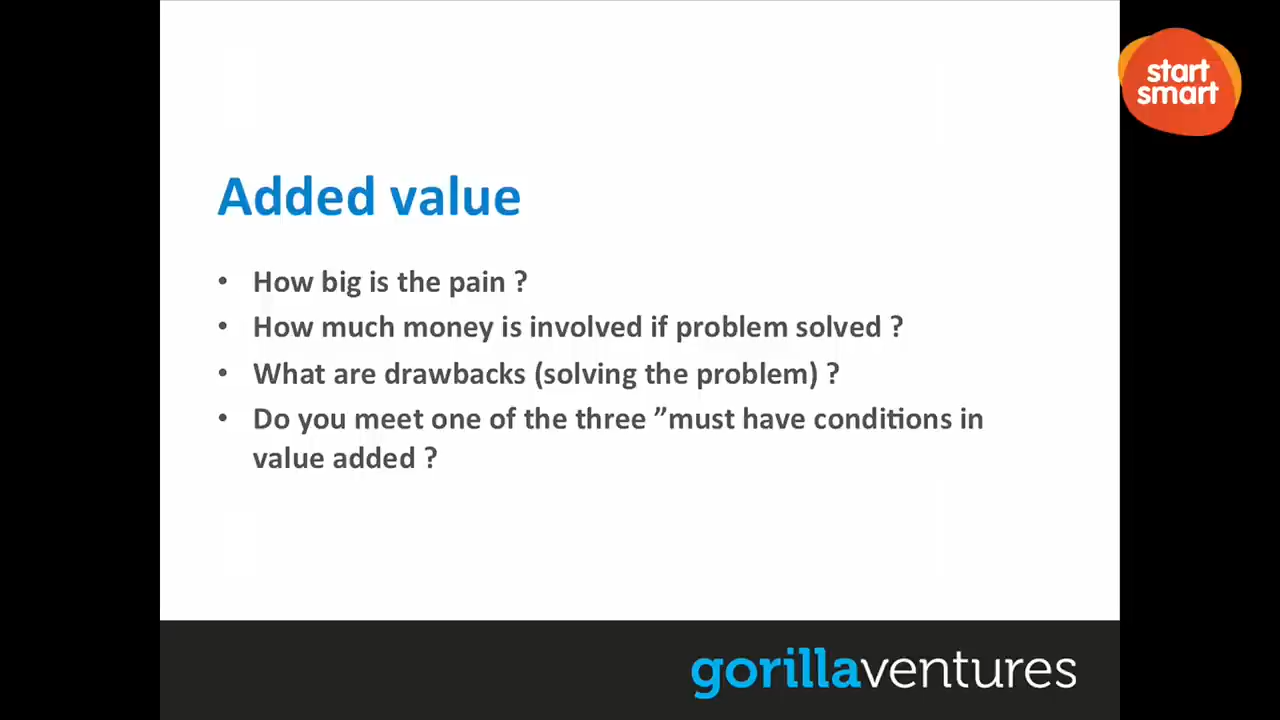 start
smart
Added value
• How big is the pain ?
• How much money is involved if problem solved ?
• What are drawbacks (solving the problem) ?
• Do you meet one of the three ”must have conditions in
value added ?
gorillaventures